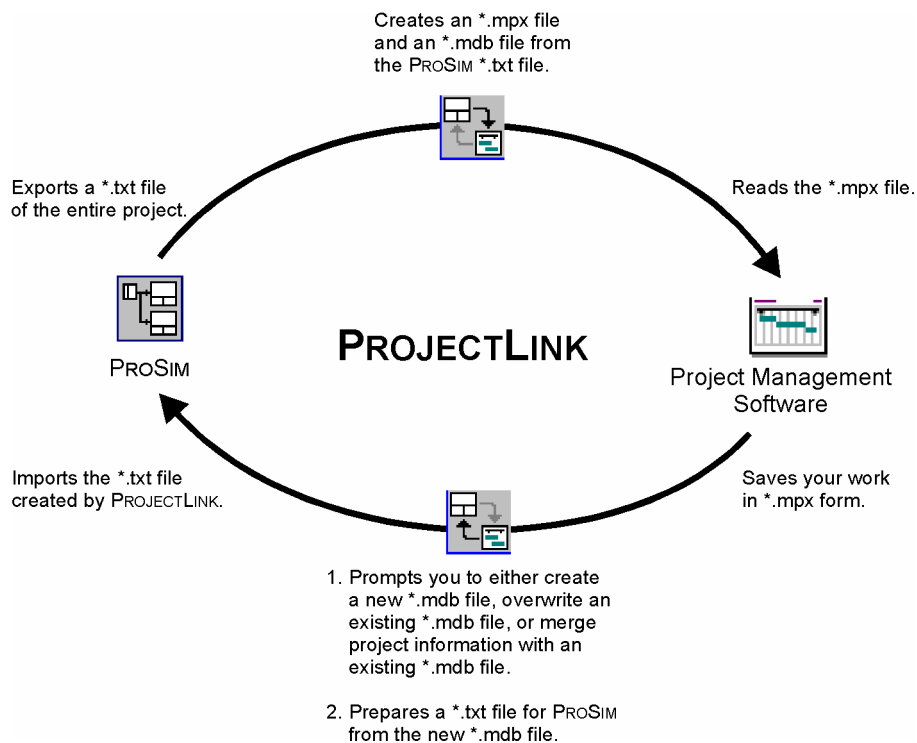 Creates an *.mpx file
and an *.mdb file from
the PROSIM *.txt file.
Exports a *.txt file
of the entire project.
Reads the *.mpx file.
PROSIM
PROJECTLINK
Project Management
Software
Imports the *.txt file
created by PROJECTLINK.
Saves your work
in *.mpx form.
1. Prompts you to either create
a new *.mdb file, overwrite an
existing *.mdb file, or merge
project information with an
existing *.mdb file.
2. Prepares a *.txt file for PROSIM
from the new *.mdb file.